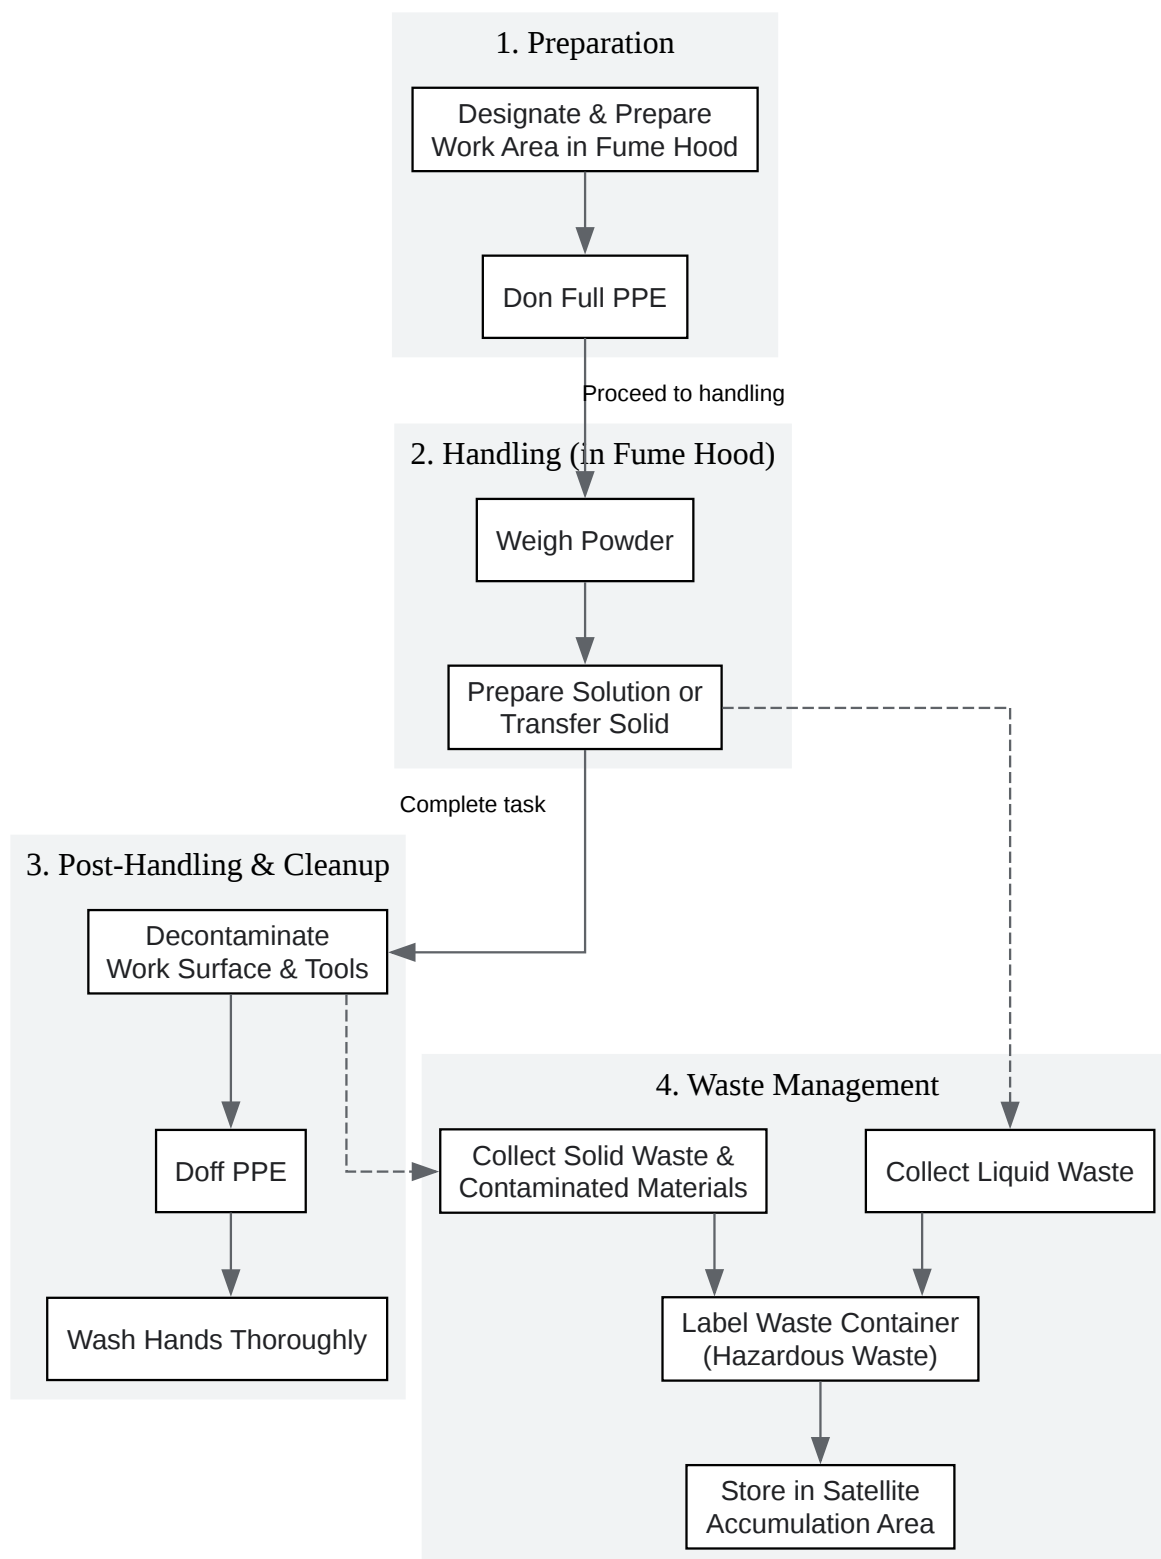 1. Preparation
Designate & Prepare
Work Area in Fume Hood
Don Full PPE
Proceed to handling
2. Handling (in Fume Hood)
Weigh Powder
Prepare Solution or
Transfer Solid
Complete task
3. Post-Handling & Cleanup
Decontaminate
Work Surface & Tools
Doff PPE
Wash Hands Thoroughly
4. Waste Management
Collect Solid Waste &
Contaminated Materials
Collect Liquid Waste
Label Waste Container
(Hazardous Waste)
Store in Satellite
Accumulation Area